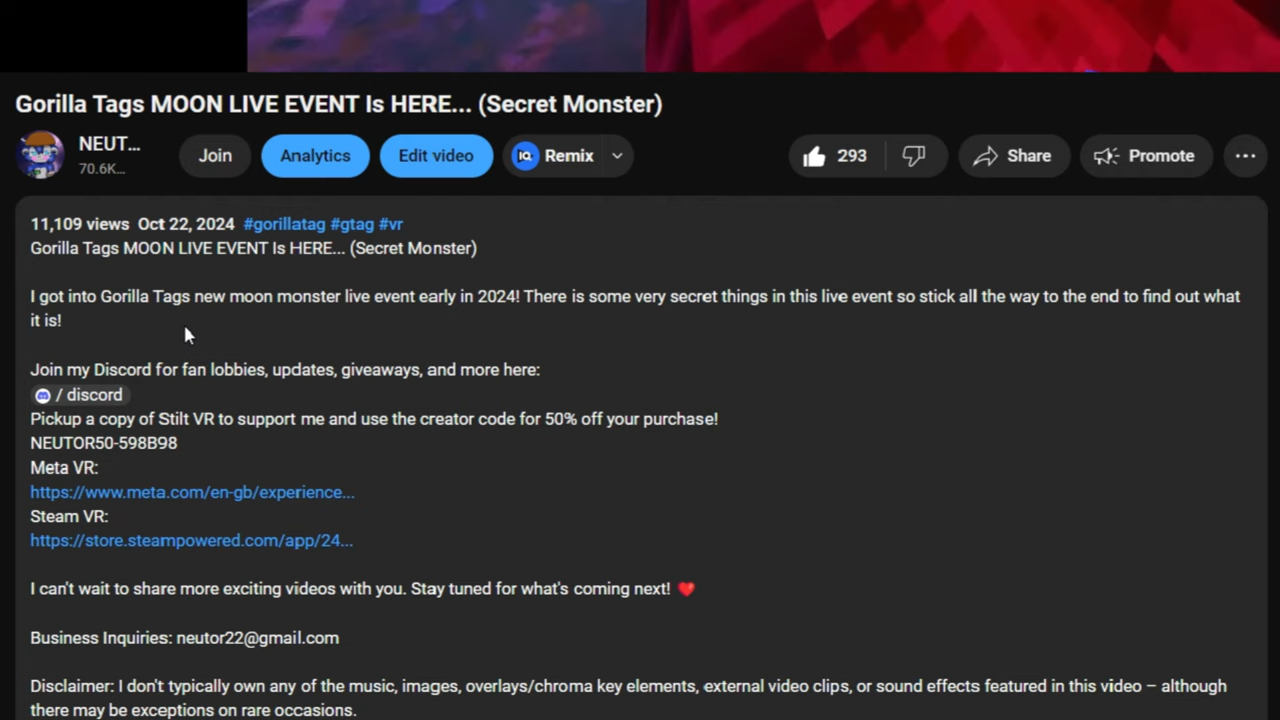 Gorilla Tags MOON LIVE EVENT Is HERE... (Secret Monster)
NEUT...
70.6K...
Join
Analytics
Edit video
IQ Remix
293
Share
Promote
11,109 views Oct 22, 2024 #gorillatag #gtag #vr
Gorilla Tags MOON LIVE EVENT Is HERE... (Secret Monster)
I got into Gorilla Tags new moon monster live event early in 2024! There is some very secret things in this live event so stick all the way to the end to find out what
it is!
Join my Discord for fan lobbies, updates, giveaways, and more here:
/ discord
Pickup a copy of Stilt VR to support me and use the creator code for 50% off your purchase!
NEUTOR50-598B98
Meta VR:
https://www.meta.com/en-gb/experience...
Steam VR:
https://store.steampowered.com/app/24...
I can't wait to share more exciting videos with you. Stay tuned for what's coming next! ❤️
Business Inquiries: neutor22@gmail.com
Disclaimer: I don't typically own any of the music, images, overlays/chroma key elements, external video clips, or sound effects featured in this video – although
there may be exceptions on rare occasions.